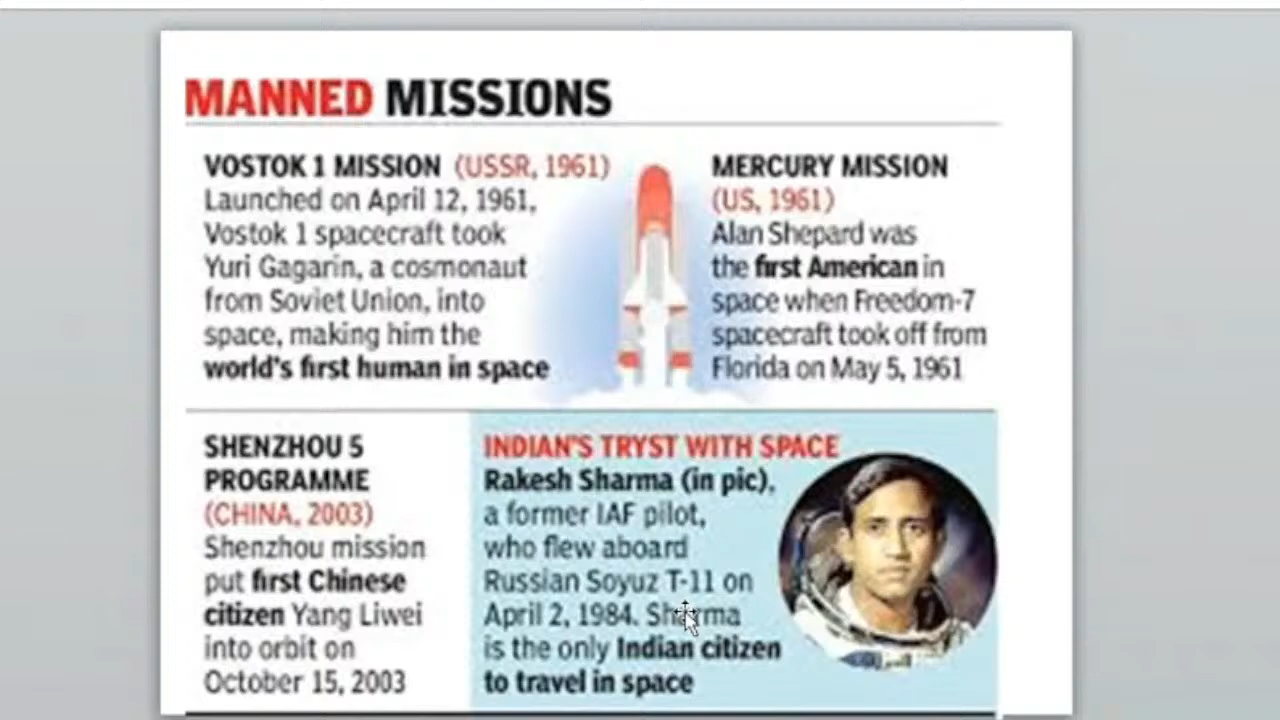 MANNED MISSIONS
VOSTOK 1 MISSION (USSR, 1961)
Launched on April 12, 1961,
Vostok 1 spacecraft took
Yuri Gagarin, a cosmonaut
from Soviet Union, into
space, making him the
world's first human in space
MERCURY MISSION
(US, 1961)
Alan Shepard was
the first American in
space when Freedom-7
spacecraft took off from
Florida on May 5, 1961
SHENZHOU 5
PROGRAMME
(CHINA, 2003)
Shenzhou mission
put first Chinese
citizen Yang Liwei
into orbit on
October 15, 2003
INDIAN'S TRYST WITH SPACE
Rakesh Sharma (in pic),
a former IAF pilot,
who flew aboard
Russian Soyuz T-11 on
April 2, 1984. Sharma
is the only Indian citizen
to travel in space